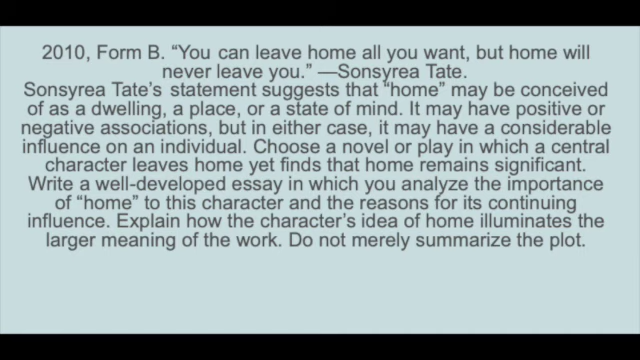 2010, Form B. “You can leave home all you want, but home will
never leave you.” —Sonsyrea Tate.
Sonsyrea Tate’s statement suggests that “home” may be conceived
of as a dwelling, a place, or a state of mind. It may have positive or
negative associations, but in either case, it may have a considerable
influence on an individual. Choose a novel or play in which a central
character leaves home yet finds that home remains significant.
Write a well-developed essay in which you analyze the importance
of “home” to this character and the reasons for its continuing
influence. Explain how the character’s idea of home illuminates the
larger meaning of the work. Do not merely summarize the plot.